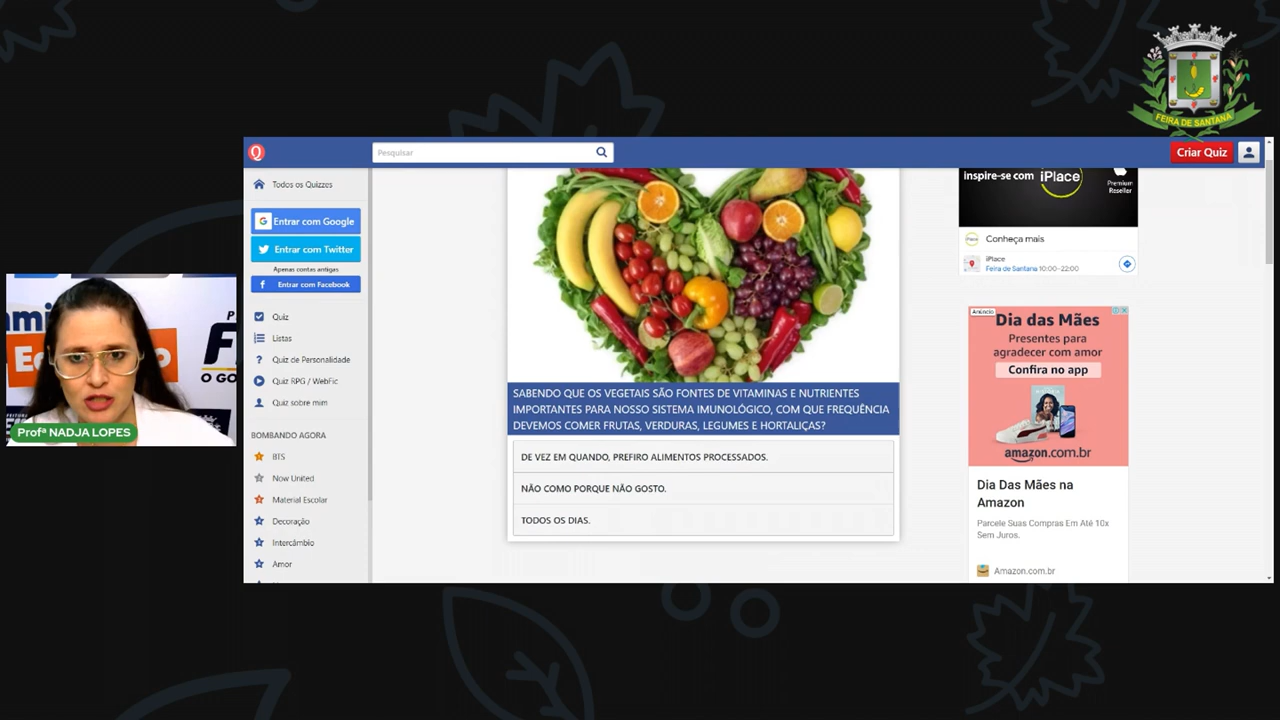 FEIRA DE SANTANA
Q
Pesquisar
Criar Quiz
Todos os Quizzes
G Entrar com Google
Entrar com Twitter
Apenas contas antigas
f Entrar com Facebook
Quiz
Listas
? Quiz de Personalidade
Quiz RPG / WebFic
Quiz sobre mim
BOMBANDO AGORA
BTS
Now United
Material Escolar
Decoração
Intercâmbio
Amor
SABENDO QUE OS VEGETAIS SÃO FONTES DE VITAMINAS E NUTRIENTES
IMPORTANTES PARA NOSSO SISTEMA IMUNOLÓGICO, COM QUE FREQUÊNCIA
DEVEMOS COMER FRUTAS, VERDURAS, LEGUMES E HORTALIÇAS?
DE VEZ EM QUANDO, PREFIRO ALIMENTOS PROCESSADOS.
NÃO COMO PORQUE NÃO GOSTO.
TODOS OS DIAS.
inspire-se com iPlace
Premium
Reseller
Conheça mais
iPlace
Feira de Santana 10:00–22:00
Anúncio
Dia das Mães
Presentes para
agradecer com amor
Confira no app
amazon.com.br
Dia Das Mães na
Amazon
Parcele Suas Compras Em Até 10x
Sem Juros.
Amazon.com.br
O GO
Profª NADJA LOPES